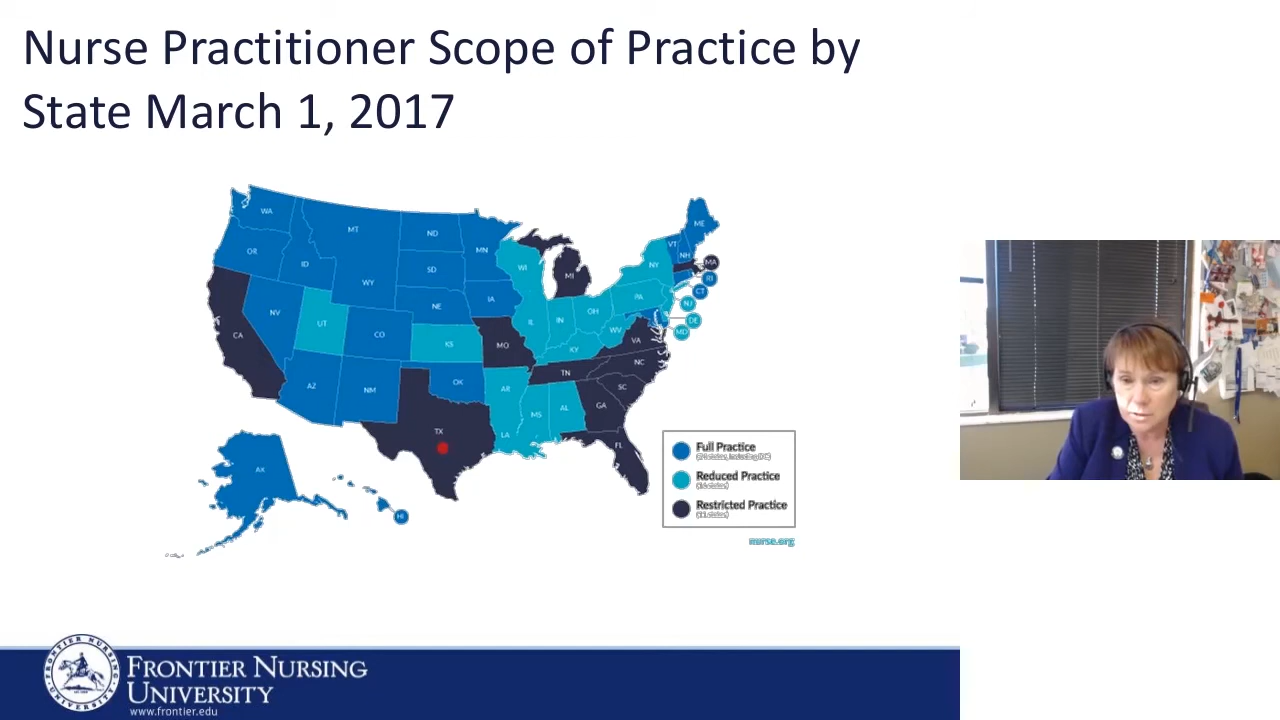 Nurse Practitioner Scope of Practice by
State March 1, 2017
WA
MT
ND
MN
ME
VT
NH
OR
ID
WY
SD
WI
MI
NY
MA
RI
CT
NE
IA
PA
NJ
DE
MD
NV
UT
CO
KS
MO
IL
IN
OH
WV
VA
KY
CA
AZ
NM
OK
AR
TN
NC
SC
MS
AL
GA
TX
LA
FL
AK
HI
Full Practice
Reduced Practice
Restricted Practice
nurse.org
FRONTIER NURSING
UNIVERSITY
www.frontier.edu
FRONTIER NURSING
UNIVERSITY